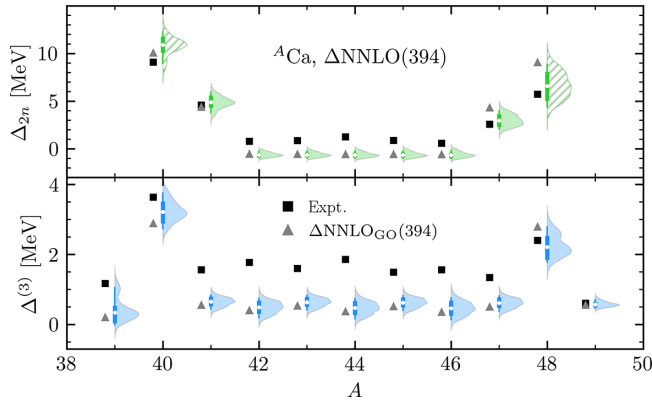 ᴬCa, ΔNNLO(394)
Δ₂ₙ [MeV]
10
5
0
Expt.
ΔNNLO_GO(394)
Δ⁽³⁾ [MeV]
4
2
0
38 40 42 44 46 48 50
A